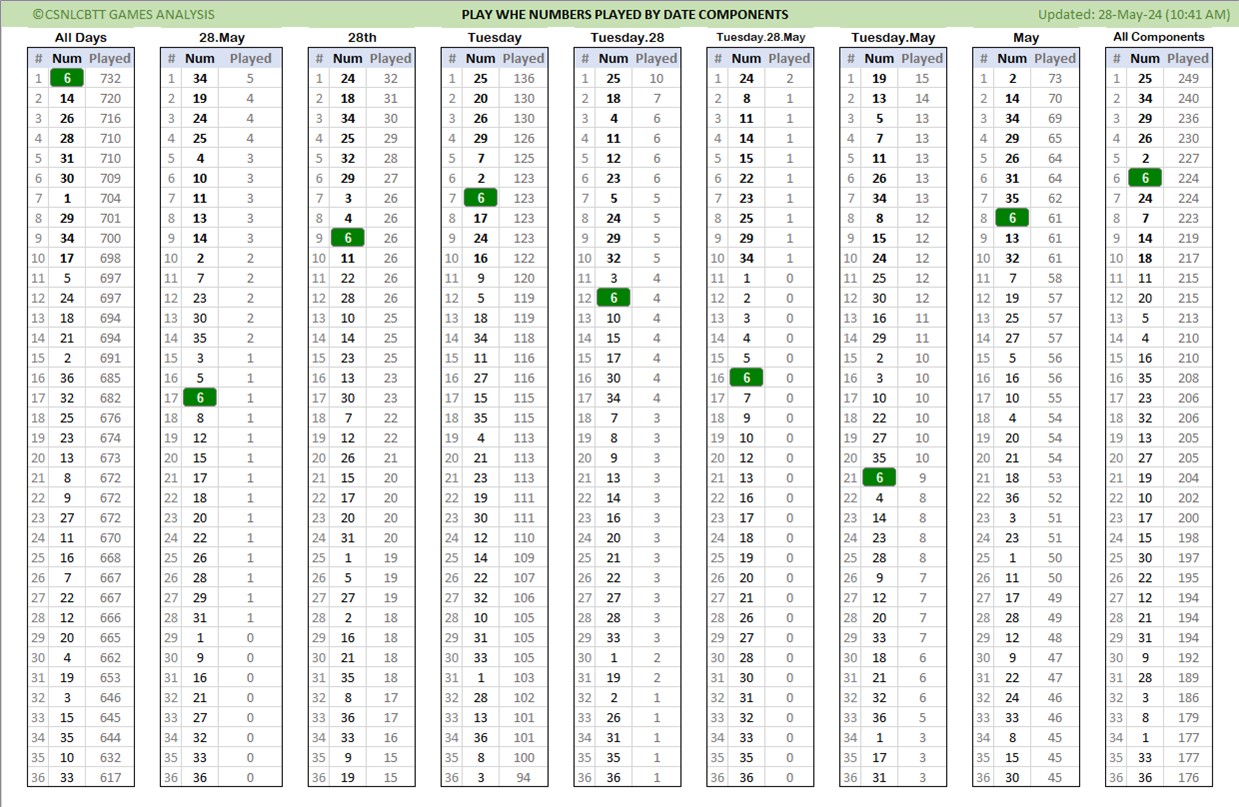 ©CSNLCBTT GAMES ANALYSIS PLAY WHE NUMBERS PLAYED BY DATE COMPONENTS Updated: 28-May-24 (10:41 AM)
All Days 28.May 28th Tuesday Tuesday.28 Tuesday.28.May Tuesday.May May All Components
# Num Played # Num Played # Num Played # Num Played # Num Played # Num Played # Num Played # Num Played # Num Played
1 6 732 1 34 5 1 24 32 1 25 136 1 25 10 1 24 2 1 19 15 1 2 73 1 25 249
2 14 720 2 19 4 2 18 31 2 20 130 2 18 7 2 8 1 2 13 14 2 14 70 2 34 240
3 26 716 3 24 4 3 34 30 3 26 130 3 4 6 3 11 1 3 5 13 3 34 69 3 29 236
4 28 710 4 25 4 4 25 29 4 29 126 4 11 6 4 14 1 4 7 13 4 29 65 4 26 230
5 31 710 5 4 3 5 32 28 5 7 125 5 12 6 5 15 1 5 11 13 5 26 64 5 2 227
6 30 709 6 10 3 6 29 27 6 2 123 6 23 6 6 22 1 6 26 13 6 31 64 6 6 224
7 1 704 7 11 3 7 3 26 7 6 123 7 5 5 7 23 1 7 34 13 7 35 62 7 24 224
8 29 701 8 13 3 8 4 26 8 17 123 8 24 5 8 25 1 8 8 12 8 6 61 8 7 223
9 34 700 9 14 3 9 6 26 9 24 123 9 29 5 9 29 1 9 15 12 9 13 61 9 14 219
10 17 698 10 2 2 10 11 26 10 16 122 10 32 5 10 34 1 10 24 12 10 32 61 10 18 217
11 5 697 11 7 2 11 22 26 11 9 120 11 3 4 11 1 0 11 25 12 11 7 58 11 11 215
12 24 697 12 23 2 12 28 26 12 5 119 12 6 4 12 2 0 12 30 12 12 19 57 12 20 215
13 18 694 13 30 2 13 10 25 13 18 119 13 10 4 13 3 0 13 16 11 13 25 57 13 5 213
14 21 694 14 35 2 14 14 25 14 34 118 14 15 4 14 4 0 14 29 11 14 27 57 14 4 210
15 2 691 15 3 1 15 23 25 15 11 116 15 17 4 15 5 0 15 2 10 15 5 56 15 16 210
16 36 685 16 5 1 16 13 23 16 27 116 16 30 4 16 6 0 16 3 10 16 16 56 16 35 208
17 32 682 17 6 1 17 30 23 17 15 115 17 34 4 17 7 0 17 10 10 17 10 55 17 23 206
18 25 676 18 8 1 18 7 22 18 35 115 18 7 3 18 9 0 18 22 10 18 4 54 18 32 206
19 23 674 19 12 1 19 12 22 19 4 113 19 8 3 19 10 0 19 27 10 19 20 54 19 13 205
20 13 673 20 15 1 20 26 21 20 21 113 20 9 3 20 12 0 20 35 10 20 21 54 20 27 205
21 8 672 21 17 1 21 15 20 21 23 113 21 13 3 21 13 0 21 6 9 21 18 53 21 19 204
22 9 672 22 18 1 22 17 20 22 19 111 22 14 3 22 16 0 22 4 8 22 36 52 22 10 202
23 27 672 23 20 1 23 20 20 23 30 111 23 16 3 23 17 0 23 14 8 23 3 51 23 17 200
24 11 670 24 22 1 24 31 20 24 12 110 24 20 3 24 18 0 24 23 8 24 23 51 24 15 198
25 16 668 25 26 1 25 1 19 25 14 109 25 21 3 25 19 0 25 28 8 25 1 50 25 30 197
26 7 667 26 28 1 26 5 19 26 22 107 26 22 3 26 20 0 26 9 7 26 11 50 26 22 195
27 22 667 27 29 1 27 27 19 27 32 106 27 27 3 27 21 0 27 12 7 27 17 49 27 12 194
28 12 666 28 31 1 28 2 18 28 10 105 28 28 3 28 26 0 28 20 7 28 28 49 28 21 194
29 20 665 29 1 0 29 16 18 29 31 105 29 33 3 29 27 0 29 33 7 29 12 48 29 31 194
30 4 662 30 9 0 30 21 18 30 33 105 30 1 2 30 28 0 30 18 6 30 9 47 30 9 192
31 19 653 31 16 0 31 35 18 31 1 103 31 19 2 31 30 0 31 21 6 31 22 47 31 28 189
32 3 646 32 21 0 32 8 17 32 28 102 32 2 1 32 31 0 32 32 6 32 24 46 32 3 186
33 15 645 33 27 0 33 36 17 33 13 101 33 26 1 33 32 0 33 36 5 33 33 46 33 8 179
34 35 644 34 32 0 34 33 16 34 36 101 34 31 1 34 33 0 34 1 3 34 8 45 34 1 177
35 10 632 35 33 0 35 9 15 35 8 100 35 35 1 35 35 0 35 17 3 35 15 45 35 33 177
36 33 617 36 36 0 36 19 15 36 3 94 36 36 1 36 36 0 36 31 3 36 30 45 36 36 176